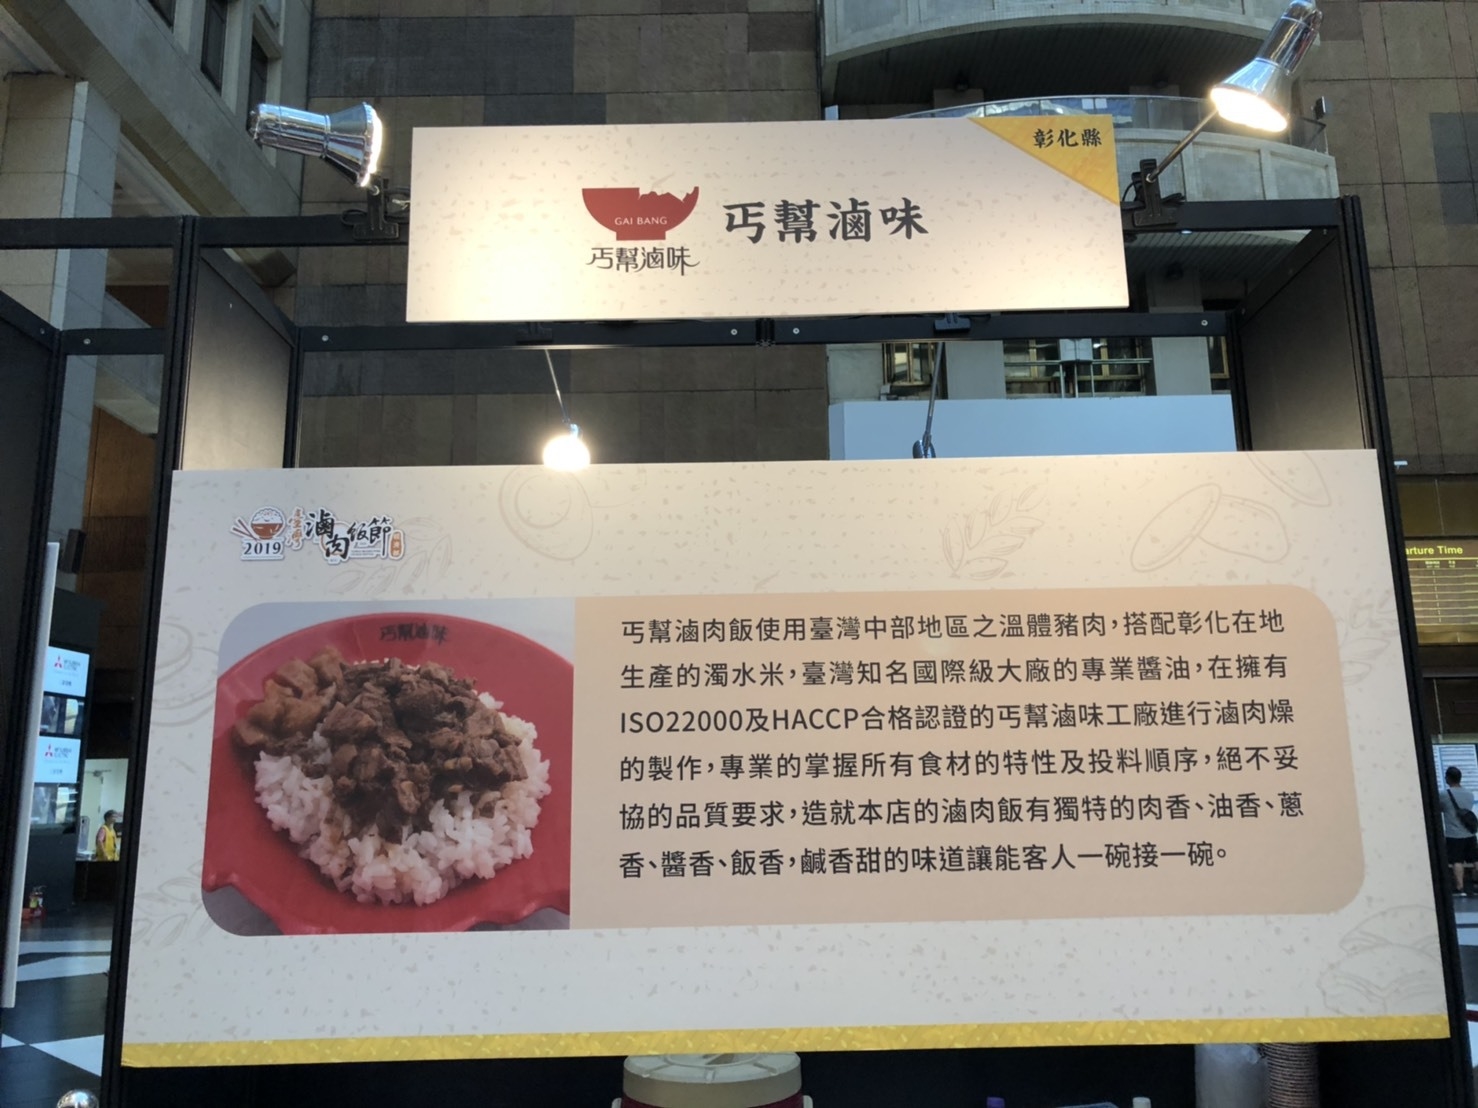 彰化縣
GAI BANG
丐幫滷味
丐幫滷味
2019
滷肉飯節
丐幫滷味
丐幫滷肉飯使用臺灣中部地區之溫體豬肉，搭配彰化在地
生產的濁水米，臺灣知名國際級大廠的專業醬油，在擁有
ISO22000及HACCP合格認證的丐幫滷味工廠進行滷肉燥
的製作，專業的掌握所有食材的特性及投料順序，絕不妥
協的品質要求，造就本店的滷肉飯有獨特的肉香、油香、蔥
香、醬香、飯香，鹹香甜的味道讓能客人一碗接一碗。
arture Time